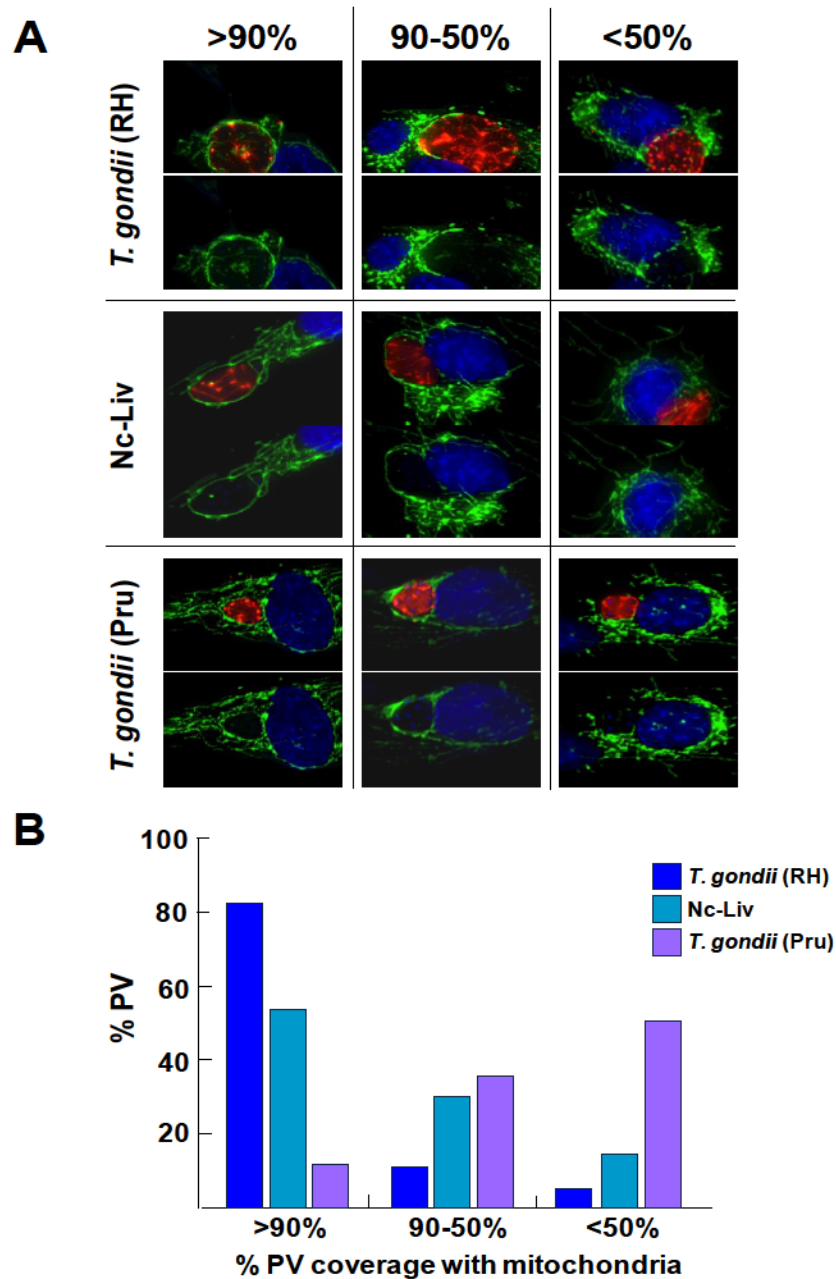 A
>90%
90-50%
<50%
T. gondii (RH)
Nc-Liv
T. gondii (Pru)
B
100
80
60
40
20
% PV
T. gondii (RH)
Nc-Liv
T. gondii (Pru)
>90%
90-50%
<50%
% PV coverage with mitochondria